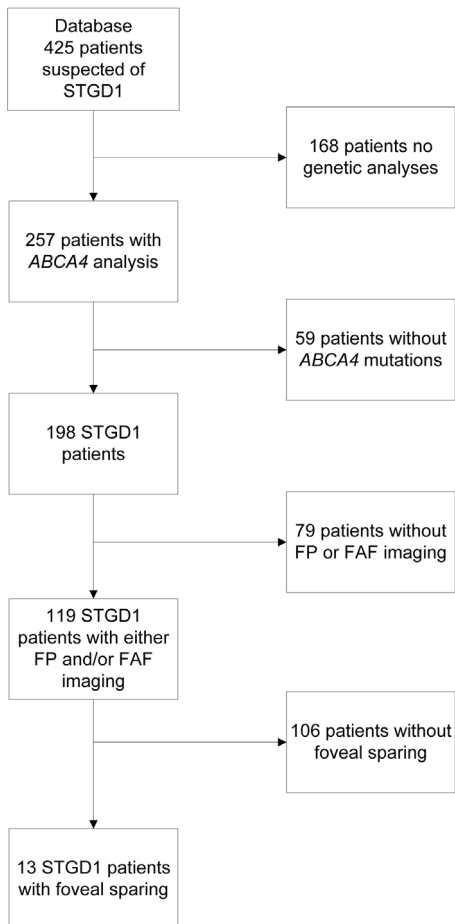 Database
425 patients
suspected of
STGD1
168 patients no
genetic analyses
257 patients with
ABCA4 analysis
59 patients without
ABCA4 mutations
198 STGD1
patients
79 patients without
FP or FAF imaging
119 STGD1
patients with either
FP and/or FAF
imaging
106 patients without
foveal sparing
13 STGD1 patients
with foveal sparing